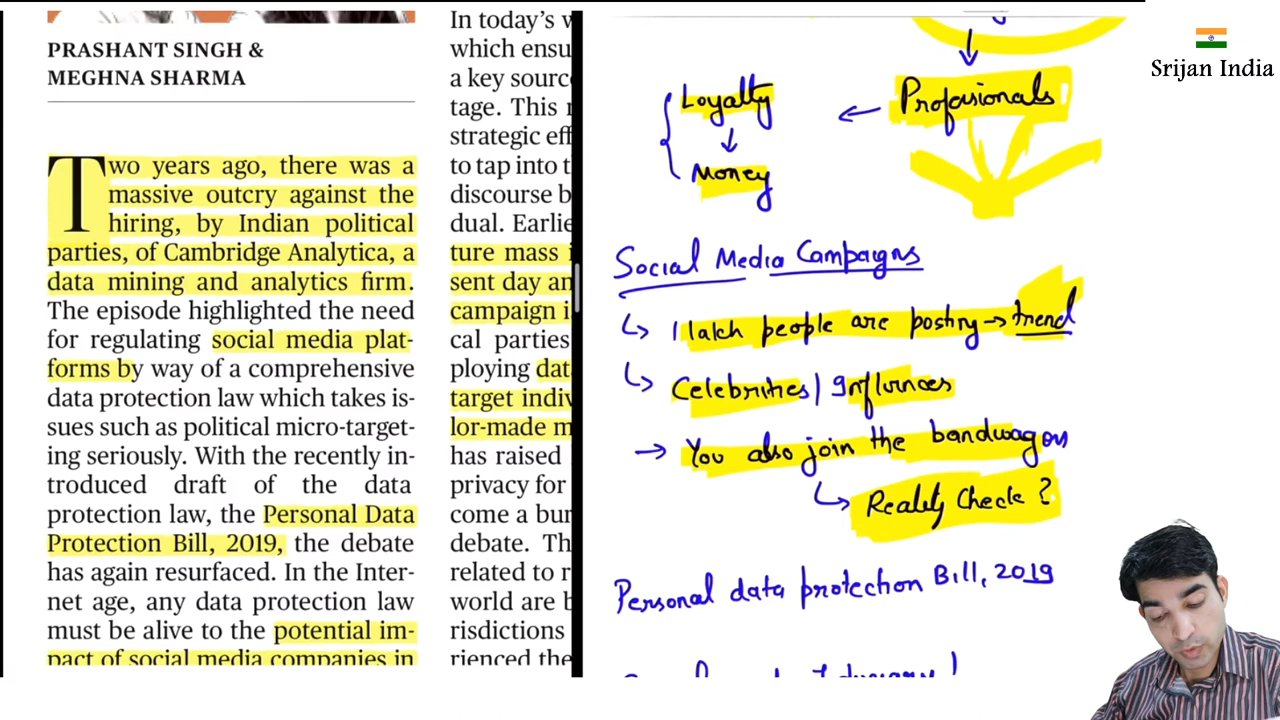 PRASHANT SINGH &
MEGHNA SHARMA
Two years ago, there was a
massive outcry against the
hiring, by Indian political
parties, of Cambridge Analytica, a
data mining and analytics firm.
The episode highlighted the need
for regulating social media plat-
forms by way of a comprehensive
data protection law which takes is-
sues such as political micro-target-
ing seriously. With the recently in-
troduced draft of the data
protection law, the Personal Data
Protection Bill, 2019, the debate
has again resurfaced. In the Inter-
net age, any data protection law
must be alive to the potential im-
pact of social media companies in
In today's w
which ensu
a key source
tage. This
strategic eff
to tap into t
discourse b
dual. Earlie
ture mass i
sent day an
campaign i
cal parties
ploying dat
target indiv
lor-made m
has raised
privacy for
come a bur
debate. Th
related to r
world are b
risdictions
rienced the
Srijan India
Loyalty ← Profesionals
↓
Money
Social Media Campaigns
↳ 1 lakh people are posting → trend
↳ Celebrities / Influnces
→ You also join the bandwagon
↳ Reality Check ?
Personal data protection Bill, 2019